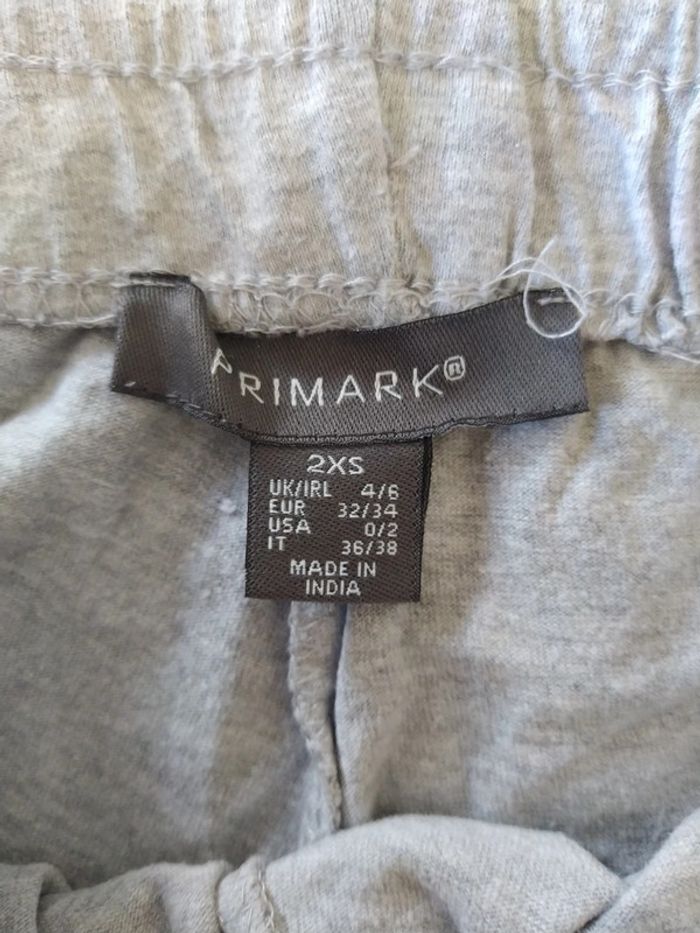 PRIMARK®
2XS
UK/IRL 4/6
EUR 32/34
USA 0/2
IT 36/38
MADE IN
INDIA